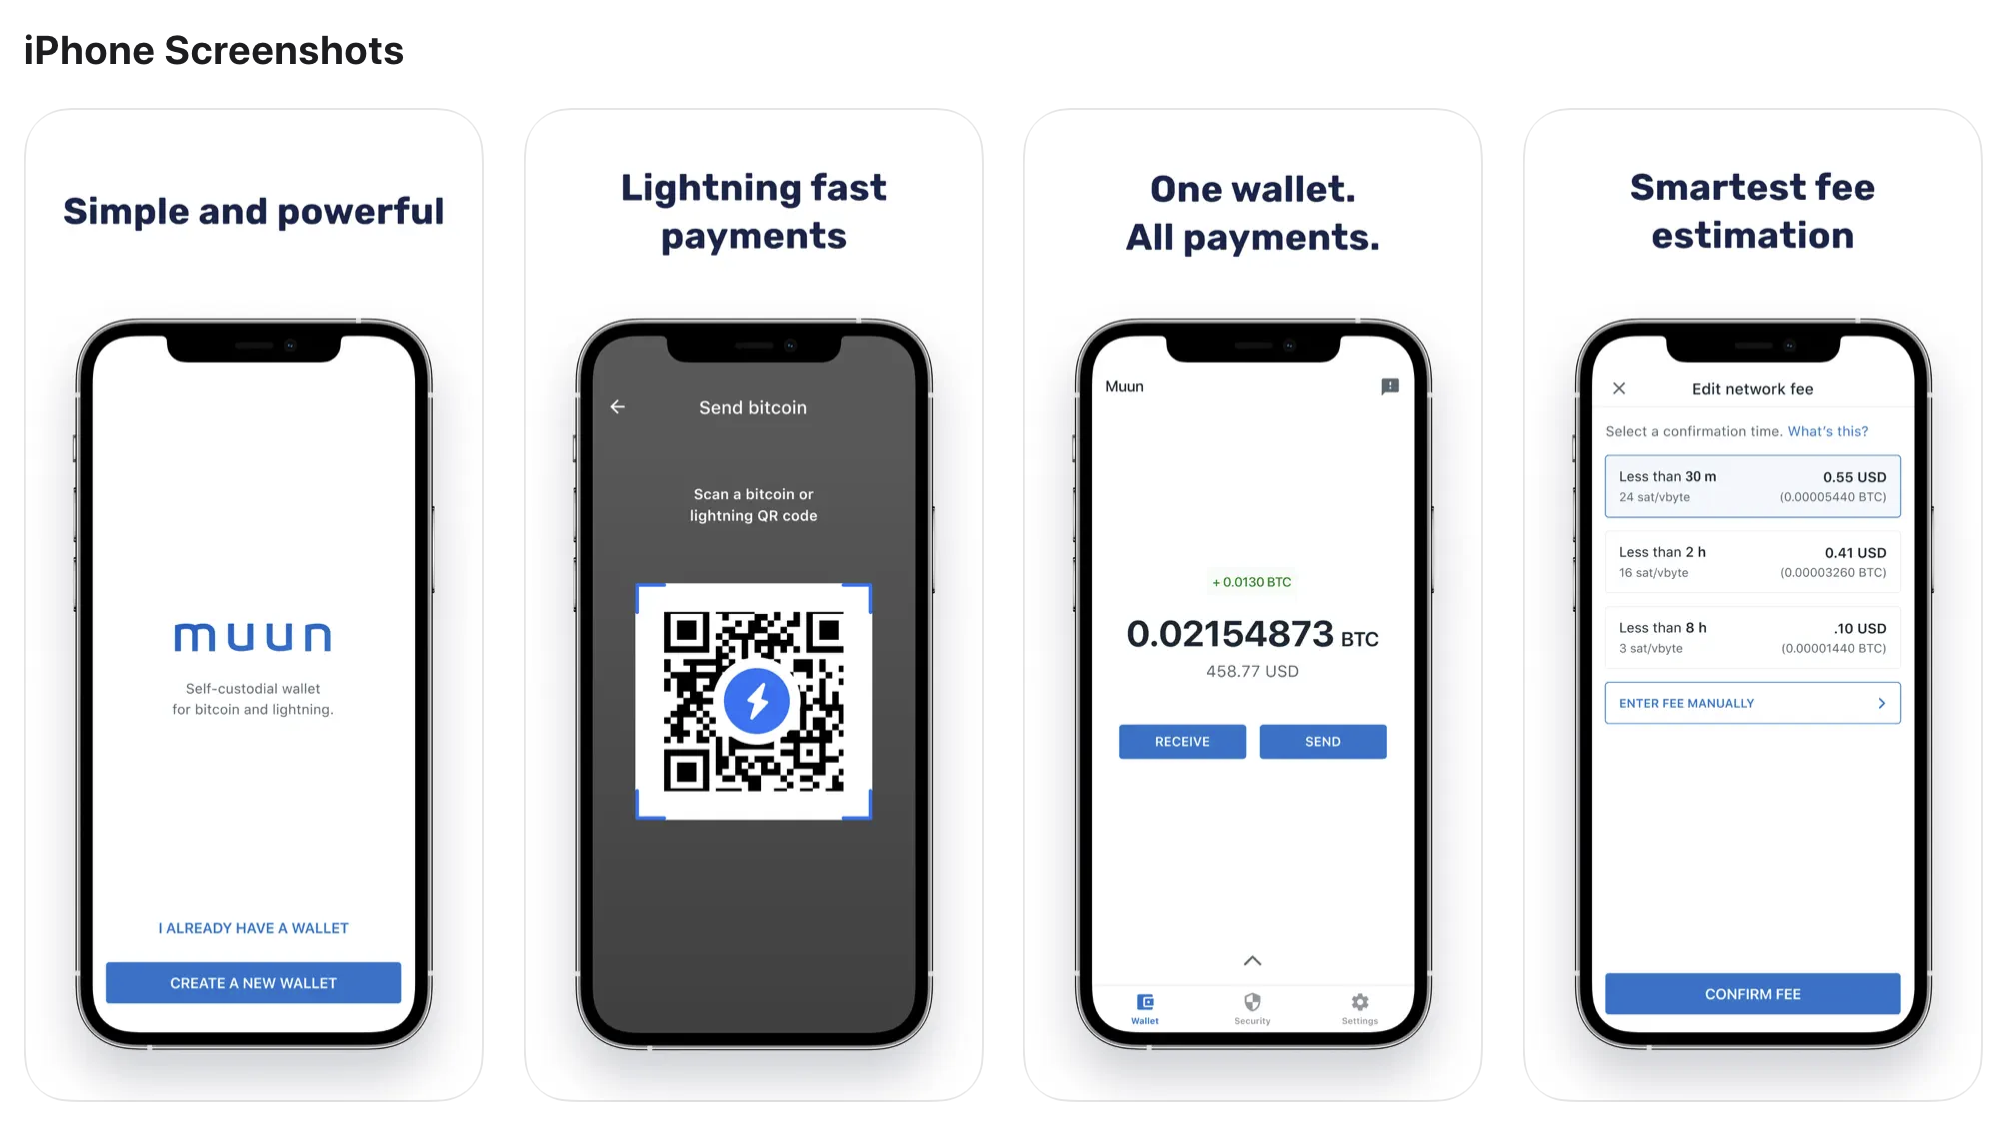 iPhone Screenshots
Simple and powerful
muun
Self-custodial wallet
for bitcoin and lightning.
I ALREADY HAVE A WALLET
CREATE A NEW WALLET
Lightning fast
payments
Send bitcoin
Scan a bitcoin or
lightning QR code
One wallet.
All payments.
Muun
+ 0.0130 BTC
0.02154873 BTC
458.77 USD
RECEIVE SEND
Wallet Security Settings
Smartest fee
estimation
Edit network fee
Select a confirmation time. What's this?
Less than 30 m 0.55 USD
24 sat/vbyte (0.00005440 BTC)
Less than 2 h 0.41 USD
16 sat/vbyte (0.00003260 BTC)
Less than 8 h .10 USD
3 sat/vbyte (0.00001440 BTC)
ENTER FEE MANUALLY
CONFIRM FEE